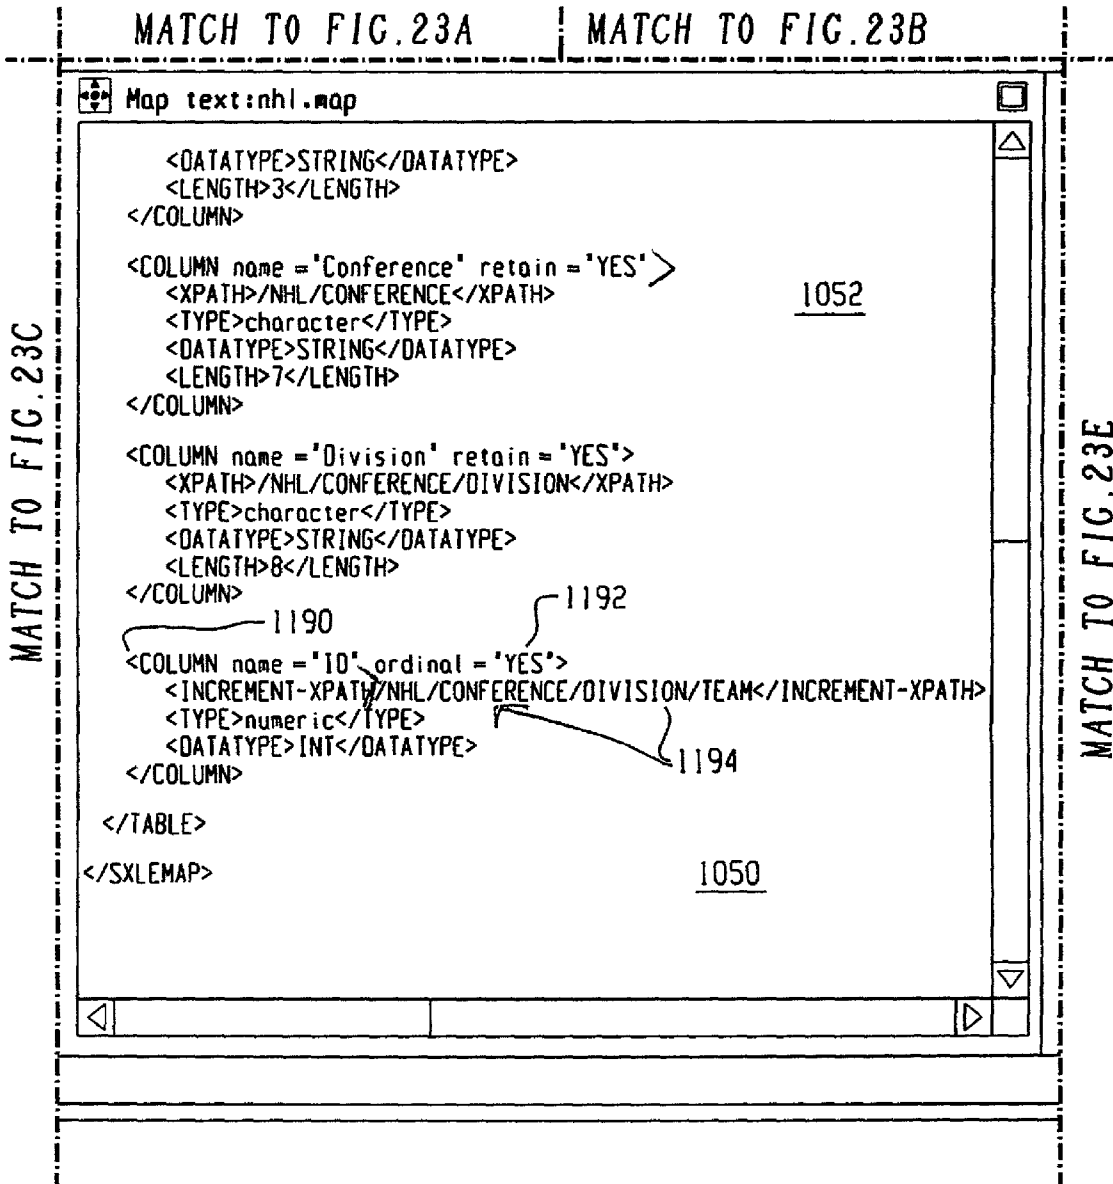 MATCH TO FIG.23A
MATCH TO FIG.23B
MATCH TO FIG.23C
Map text:nhl.map
<DATATYPE>STRING</DATATYPE>
<LENGTH>3</LENGTH>
</COLUMN>
<COLUMN name ="Conference" retain ="YES">
1052
<XPATH>/NHL/CONFERENCE</XPATH>
<TYPE>character</TYPE>
<DATATYPE>STRING</DATATYPE>
<LENGTH>7</LENGTH>
</COLUMN>
<COLUMN name ="Division" retain ="YES">
<XPATH>/NHL/CONFERENCE/DIVISION</XPATH>
<TYPE>character</TYPE>
<DATATYPE>STRING</DATATYPE>
<LENGTH>8</LENGTH>
</COLUMN>
1190
1192
<COLUMN name ="ID" ordinal ="YES">
<INCREMENT-XPATH>/NHL/CONFERENCE/DIVISION/TEAM</INCREMENT-XPATH>
<TYPE>numeric</TYPE>
<DATATYPE>INT</DATATYPE>
1194
</COLUMN>
</TABLE>
</SXLEMAP>
1050
MATCH TO FIG.23E